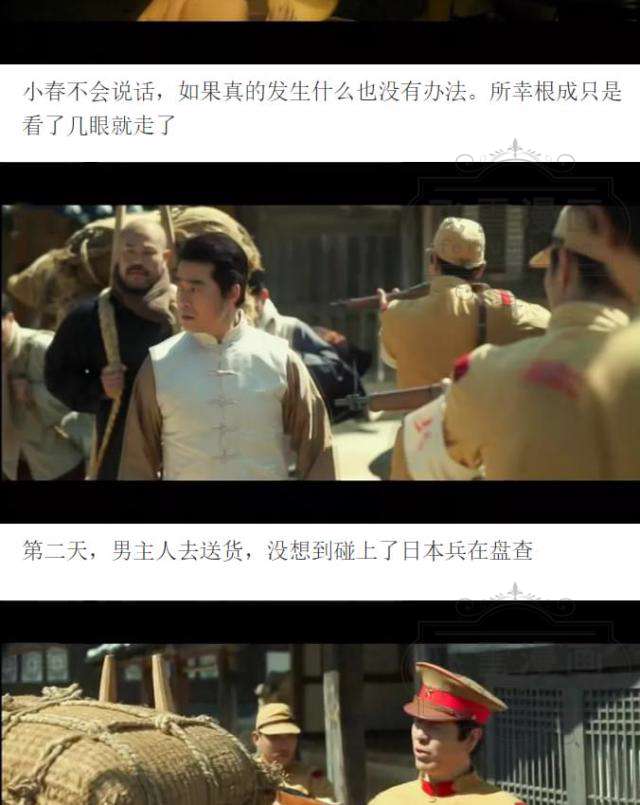 小春不会说话，如果真的发生什么也没有办法。所幸根成只是
看了几眼就走了
第二天，男主人去送货，没想到碰上了日本兵在盘查